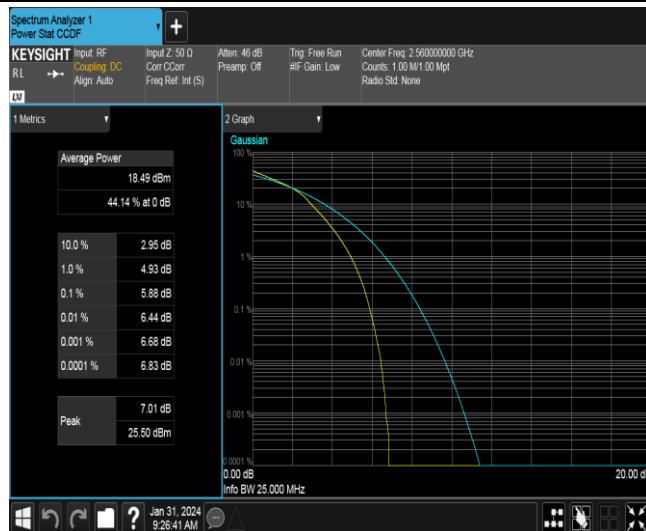 Spectrum Analyzer 1
Power Stat CCDF
+
KEYSIGHT
RL
Input: RF
Coupling: DC
Align: Auto
Input Z: 50 Ω
Corr CCorr
Freq Ref: Int (S)
Atten: 46 dB
Preamp: Off
Trig: Free Run
#IF Gain: Low
Center Freq: 2.560000000 GHz
Counts: 1.00 M/1.00 Mpt
Radio Std: None
1 Metrics
Average Power
18.49 dBm
44.14 % at 0 dB
10.0 % 2.95 dB
1.0 % 4.93 dB
0.1 % 5.88 dB
0.01 % 6.44 dB
0.001 % 6.68 dB
0.0001 % 6.83 dB
Peak
7.01 dB
25.50 dBm
2 Graph
Gaussian
100 %
10 %
1 %
0.1 %
0.01 %
0.001 %
0.0001 %
0.00 dB
20.00 d
Info BW 25.000 MHz
?
Jan 31, 2024
9:26:41 AM